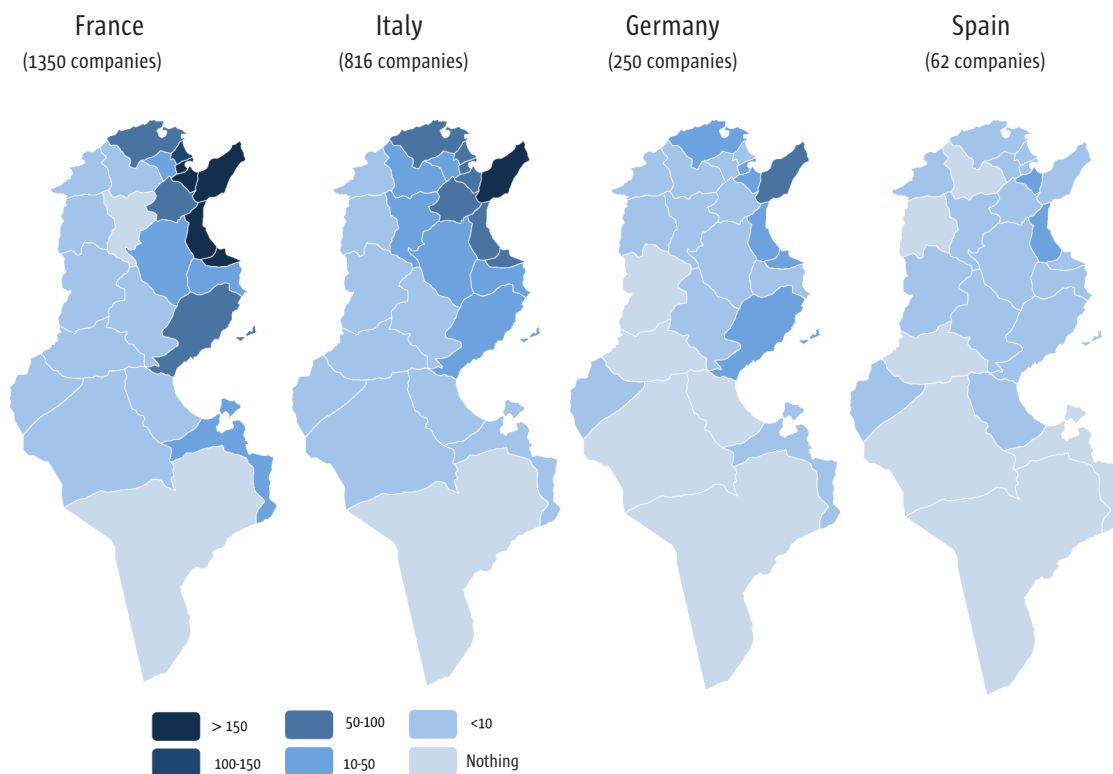 France
(1350 companies)
Italy
(816 companies)
Germany
(250 companies)
Spain
(62 companies)
> 150
50-100
<10
100-150
10-50
Nothing